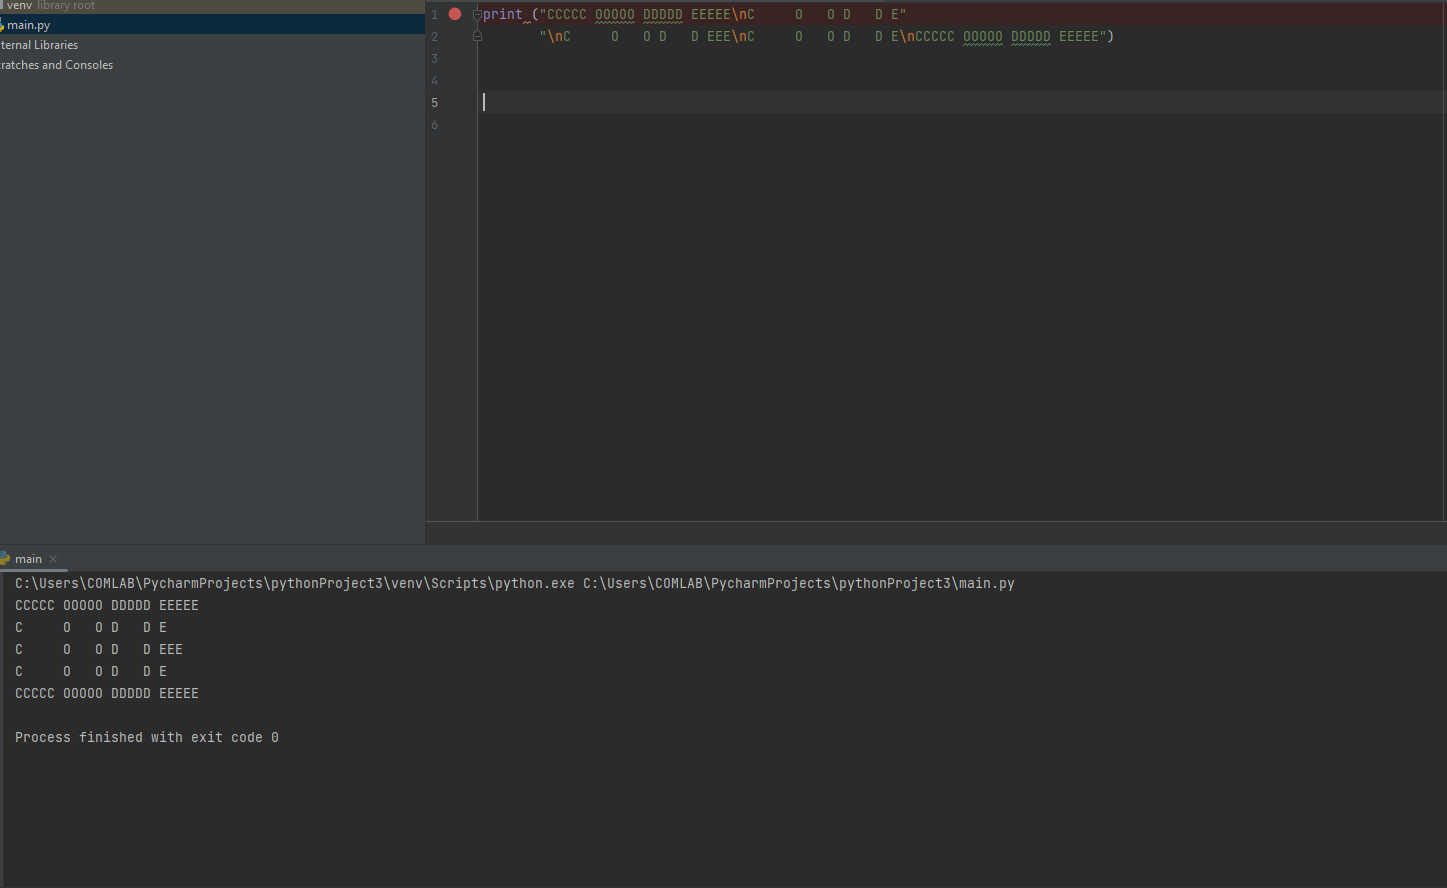 venv library root
main.py
ternal Libraries
ratches and Consoles
1 print ("CCCCC OOOOO DDDDD EEEEE\nC     O   O D   D E"
2        "\nC     O   O D   D EEE\nC     O   O D   D E\nCCCCC OOOOO DDDDD EEEEE")
3
4
5
6
main
C:\Users\COMLAB\PycharmProjects\pythonProject3\venv\Scripts\python.exe C:\Users\COMLAB\PycharmProjects\pythonProject3\main.py
CCCCC OOOOO DDDDD EEEEE
C     O   O D   D E
C     O   O D   D EEE
C     O   O D   D E
CCCCC OOOOO DDDDD EEEEE
Process finished with exit code 0